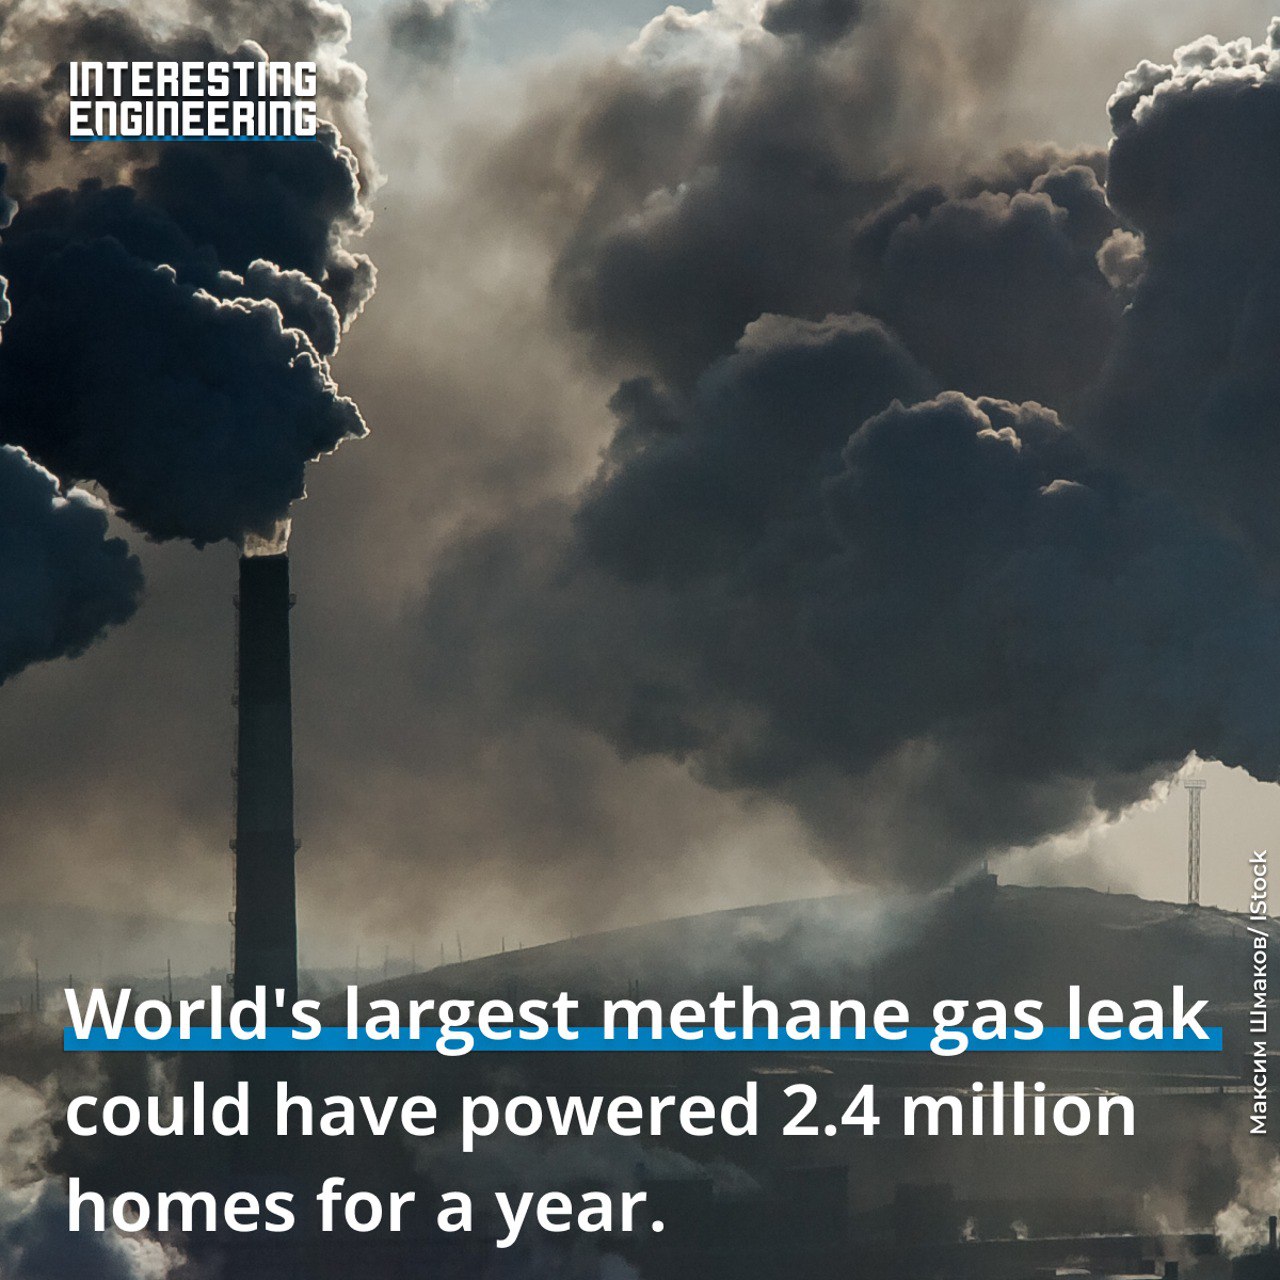 INTERESTING
ENGINEERING
World's largest methane gas leak
could have powered 2.4 million
homes for a year.
Максим Шмаков/ IStock